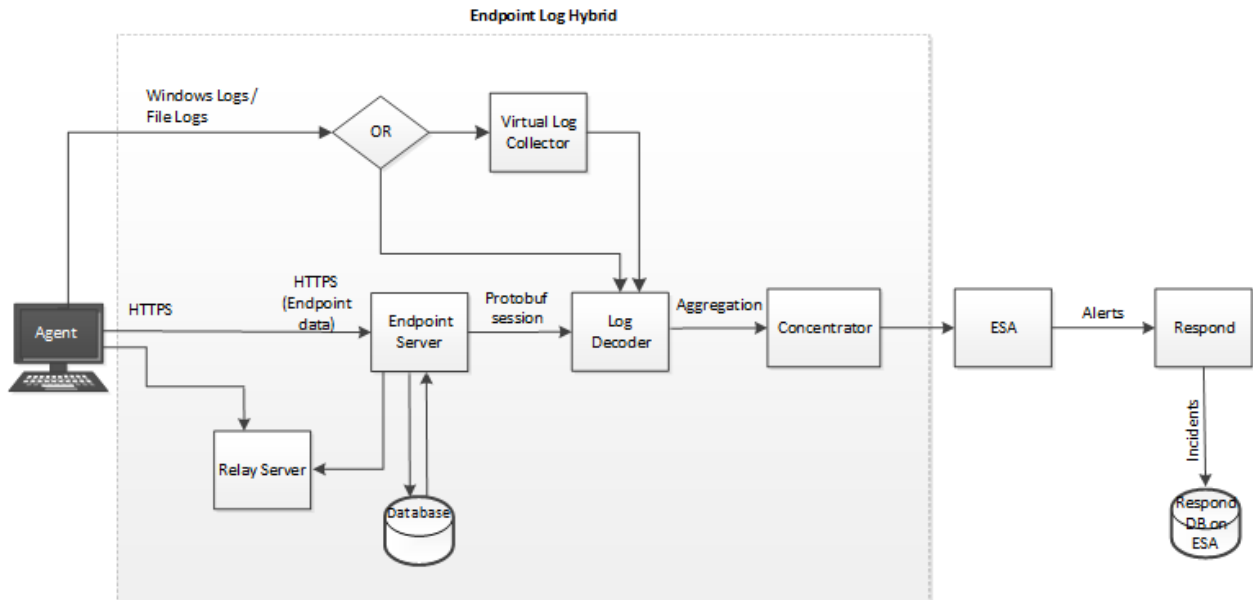 Endpoint Log Hybrid
Windows Logs /
File Logs
OR
Virtual Log
Collector
HTTPS
HTTPS
(Endpoint
data)
Protobuf
session
Aggregation
Alerts
Agent
Endpoint
Server
Log
Decoder
Concentrator
ESA
Respond
Relay Server
Database
Incidents
Respond
DB on
ESA